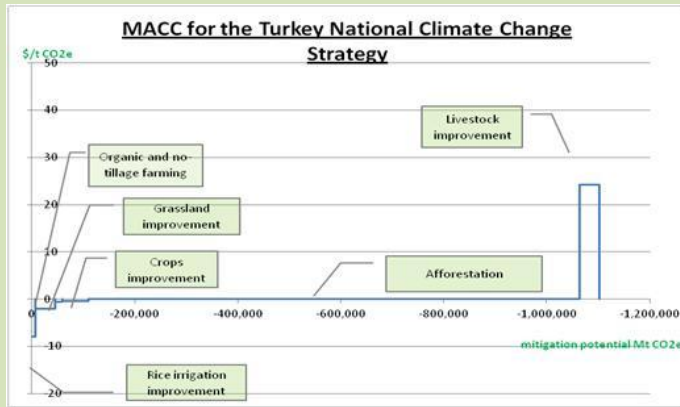 MACC for the Turkey National Climate Change
Strategy
$/t CO2e
50
40
30
20
10
0
-10
-20
Livestock
improvement
Organic and no-
tillage farming
Grassland
improvement
Crops
improvement
Afforestation
0
-200,000
-400,000
-600,000
-800,000
-1,000,000
-1,200,000
mitigation potential Mt CO2e
Rice irrigation
improvement